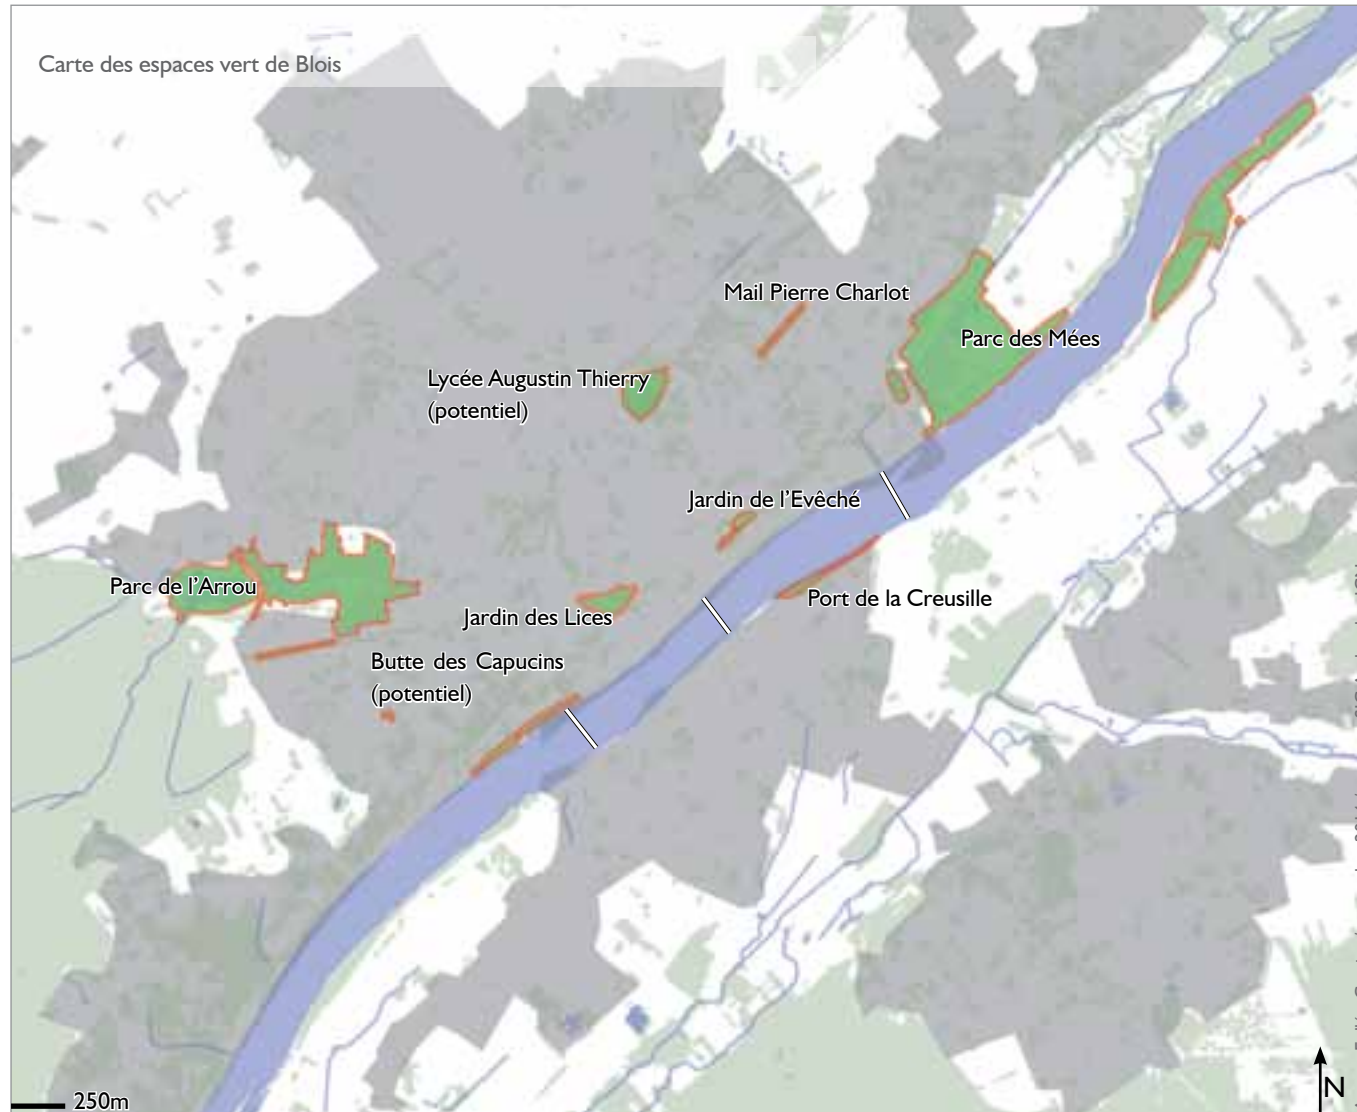 Carte des espaces vert de Blois
Mail Pierre Charlot
Parc des Mées
Lycée Augustin Thierry
(potentiel)
Jardin de l'Evêché
Parc de l'Arrou
Port de la Creusille
Jardin des Lices
Butte des Capucins
(potentiel)
250m
N